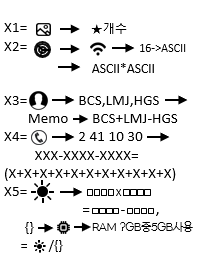 X1= → ★개수
X2= → → 16->ASCII
→ ASCII*ASCII
X3= → BCS,LMJ,HGS →
Memo → BCS+LMJ-HGS
X4= → 2 41 10 30 →
XXX-XXXX-XXXX=
(X+X+X+X+X+X+X+X+X+X+X)
X5= → □□□□x□□□□
=□□□□-□□□□,
{} → → RAM ?GB중5GB사용
= /{}